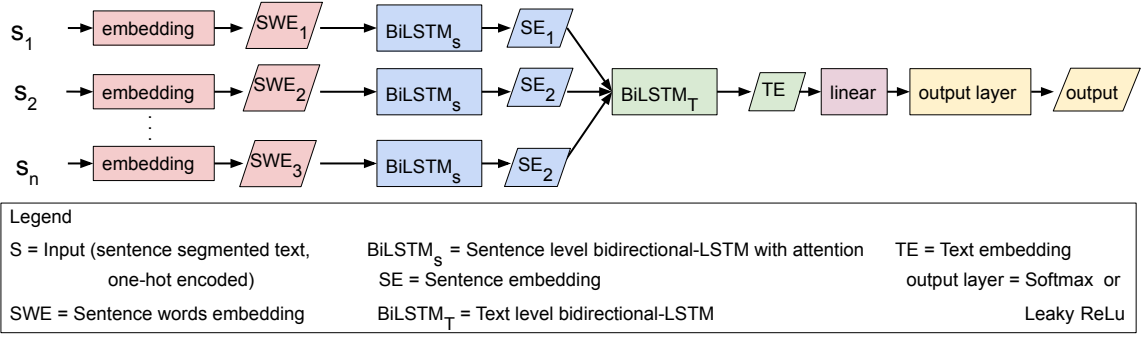 S1 embedding SWE1 BiLSTMs SE1
S2 embedding SWE2 BiLSTMs SE2 BiLSTMT TE linear output layer output
Sn embedding SWE3 BiLSTMs SE2
Legend
S = Input (sentence segmented text, BiLSTMs = Sentence level bidirectional-LSTM with attention TE = Text embedding
one-hot encoded) SE = Sentence embedding output layer = Softmax or
SWE = Sentence words embedding BiLSTMT = Text level bidirectional-LSTM Leaky ReLu